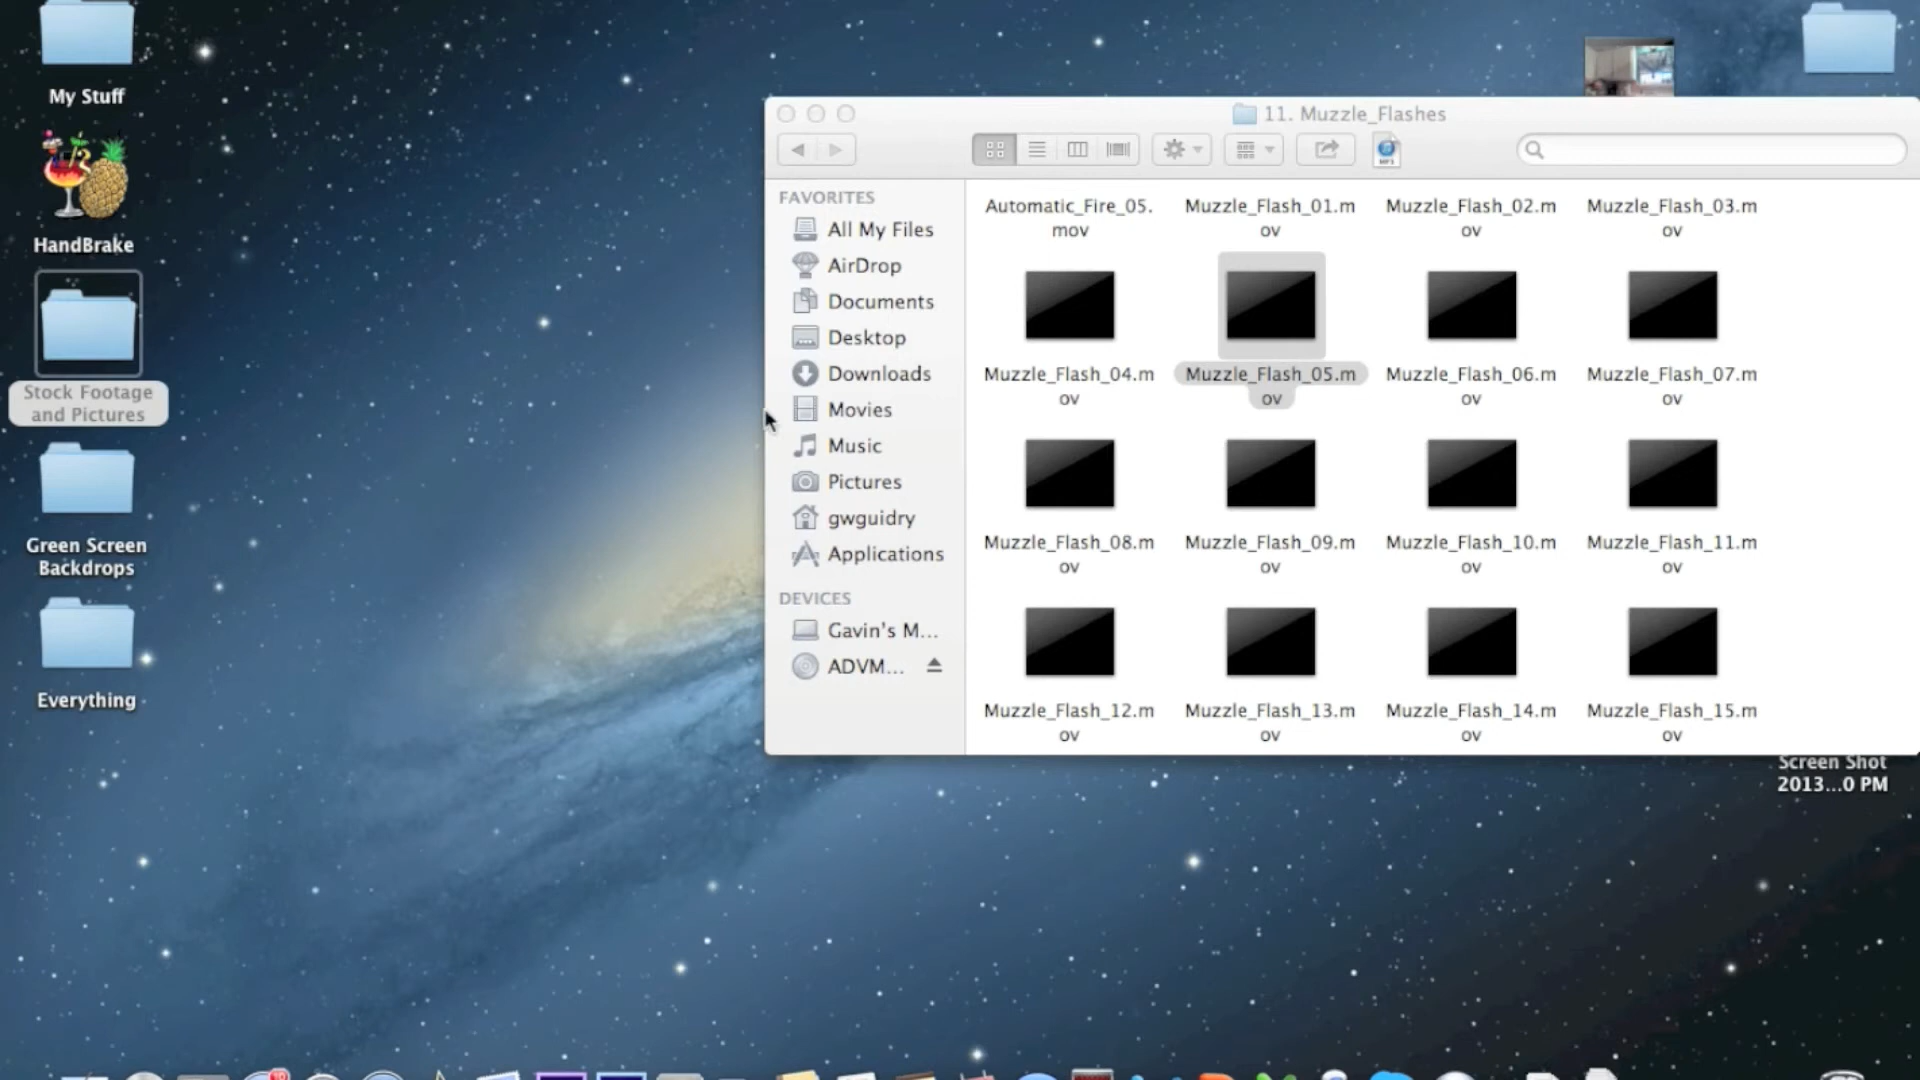 My Stuff
HandBrake
Stock Footage
and Pictures
Green Screen
Backdrops
Everything
11. Muzzle_Flashes
FAVORITES
All My Files
AirDrop
Documents
Desktop
Downloads
Movies
Music
Pictures
gwguidry
Applications
DEVICES
Gavin's M...
ADVM...
Automatic_Fire_05.
mov
Muzzle_Flash_01.m
ov
Muzzle_Flash_02.m
ov
Muzzle_Flash_03.m
ov
Muzzle_Flash_04.m
ov
Muzzle_Flash_05.m
ov
Muzzle_Flash_06.m
ov
Muzzle_Flash_07.m
ov
Muzzle_Flash_08.m
ov
Muzzle_Flash_09.m
ov
Muzzle_Flash_10.m
ov
Muzzle_Flash_11.m
ov
Muzzle_Flash_12.m
ov
Muzzle_Flash_13.m
ov
Muzzle_Flash_14.m
ov
Muzzle_Flash_15.m
ov
Screen Shot
2013...0 PM